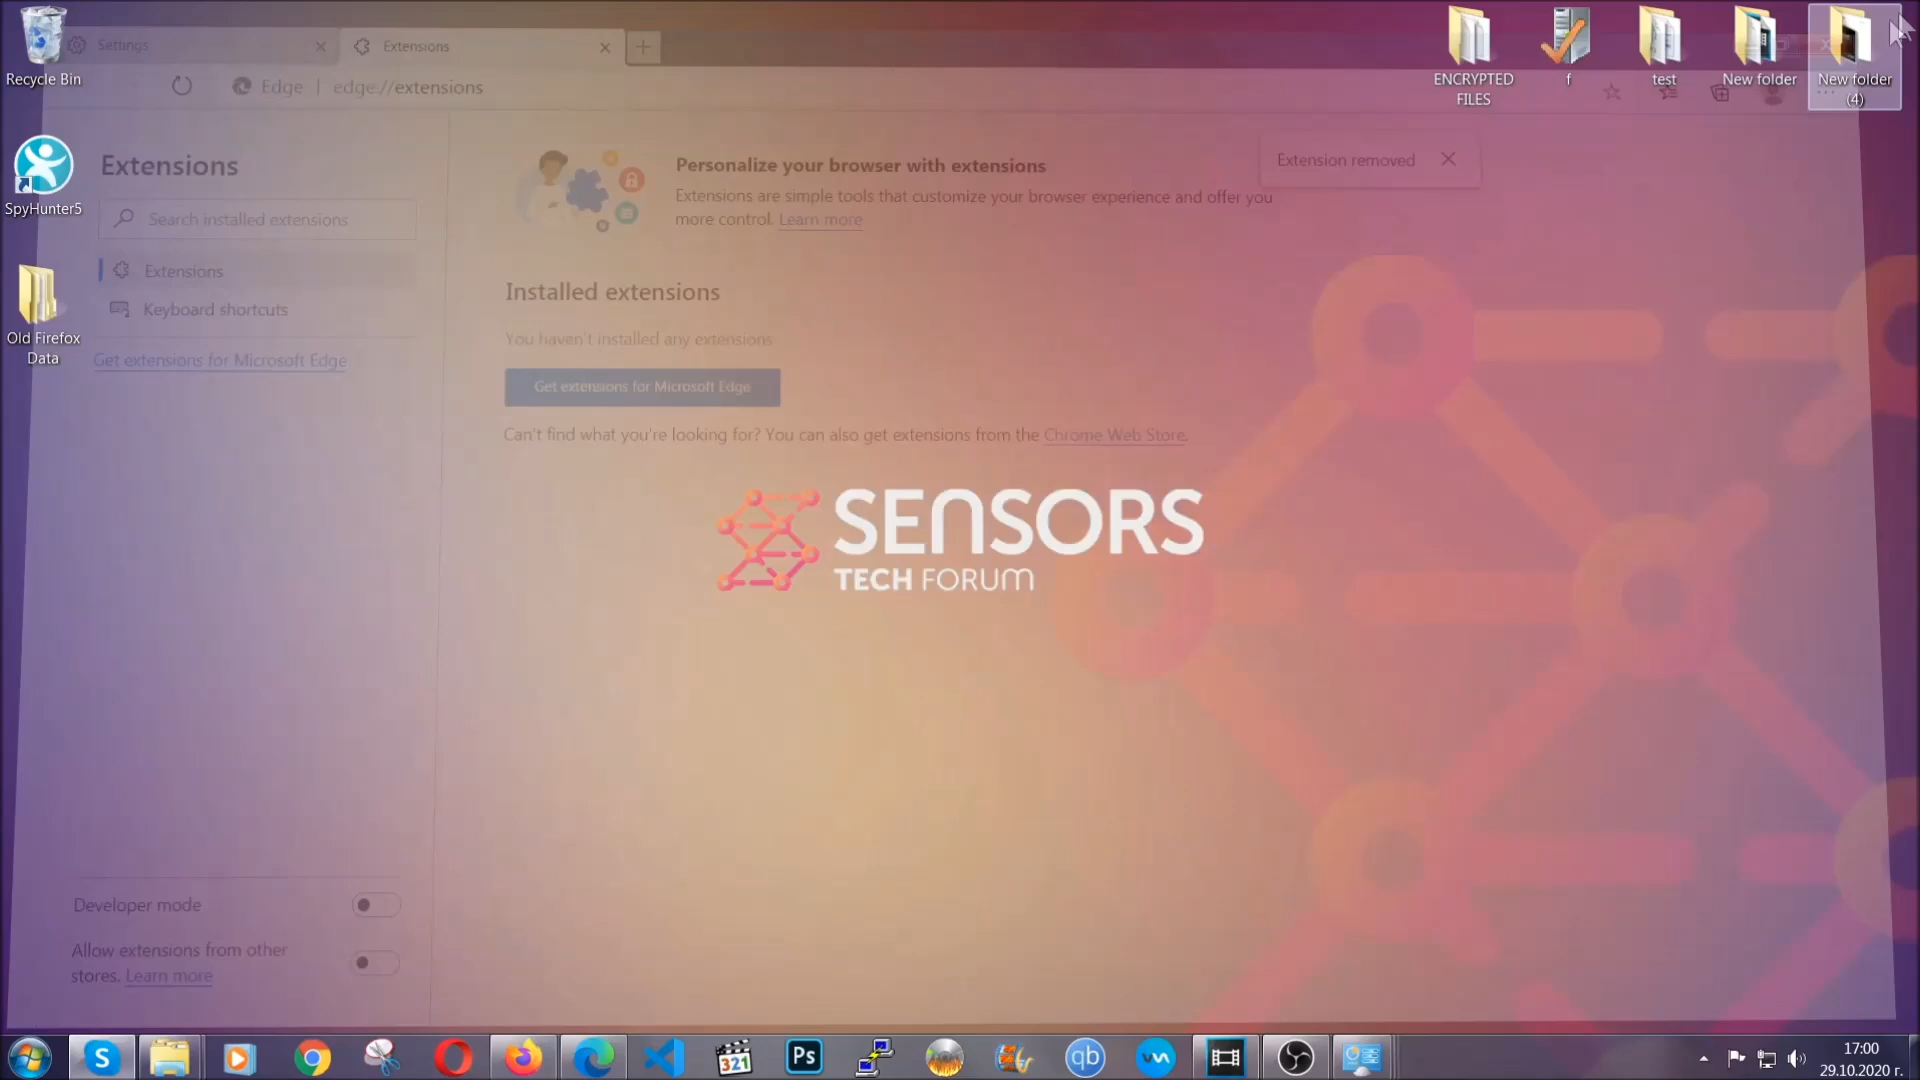 Settings
Extensions
Edge | edge://extensions
Recycle Bin
SpyHunter5
Old Firefox
Data
ENCRYPTED
FILES
f
test
New folder
New folder
(4)
Extensions
Search installed extensions
Extensions
Keyboard shortcuts
Get extensions for Microsoft Edge
Personalize your browser with extensions
Extensions are simple tools that customize your browser experience and offer you
more control. Learn more
Extension removed
Installed extensions
You haven't installed any extensions
Get extensions for Microsoft Edge
Can't find what you're looking for? You can also get extensions from the Chrome Web Store.
SENSORS
TECH FORUM
Developer mode
Allow extensions from other
stores. Learn more
S
321
Ps
qb
17:00
29.10.2020 г.